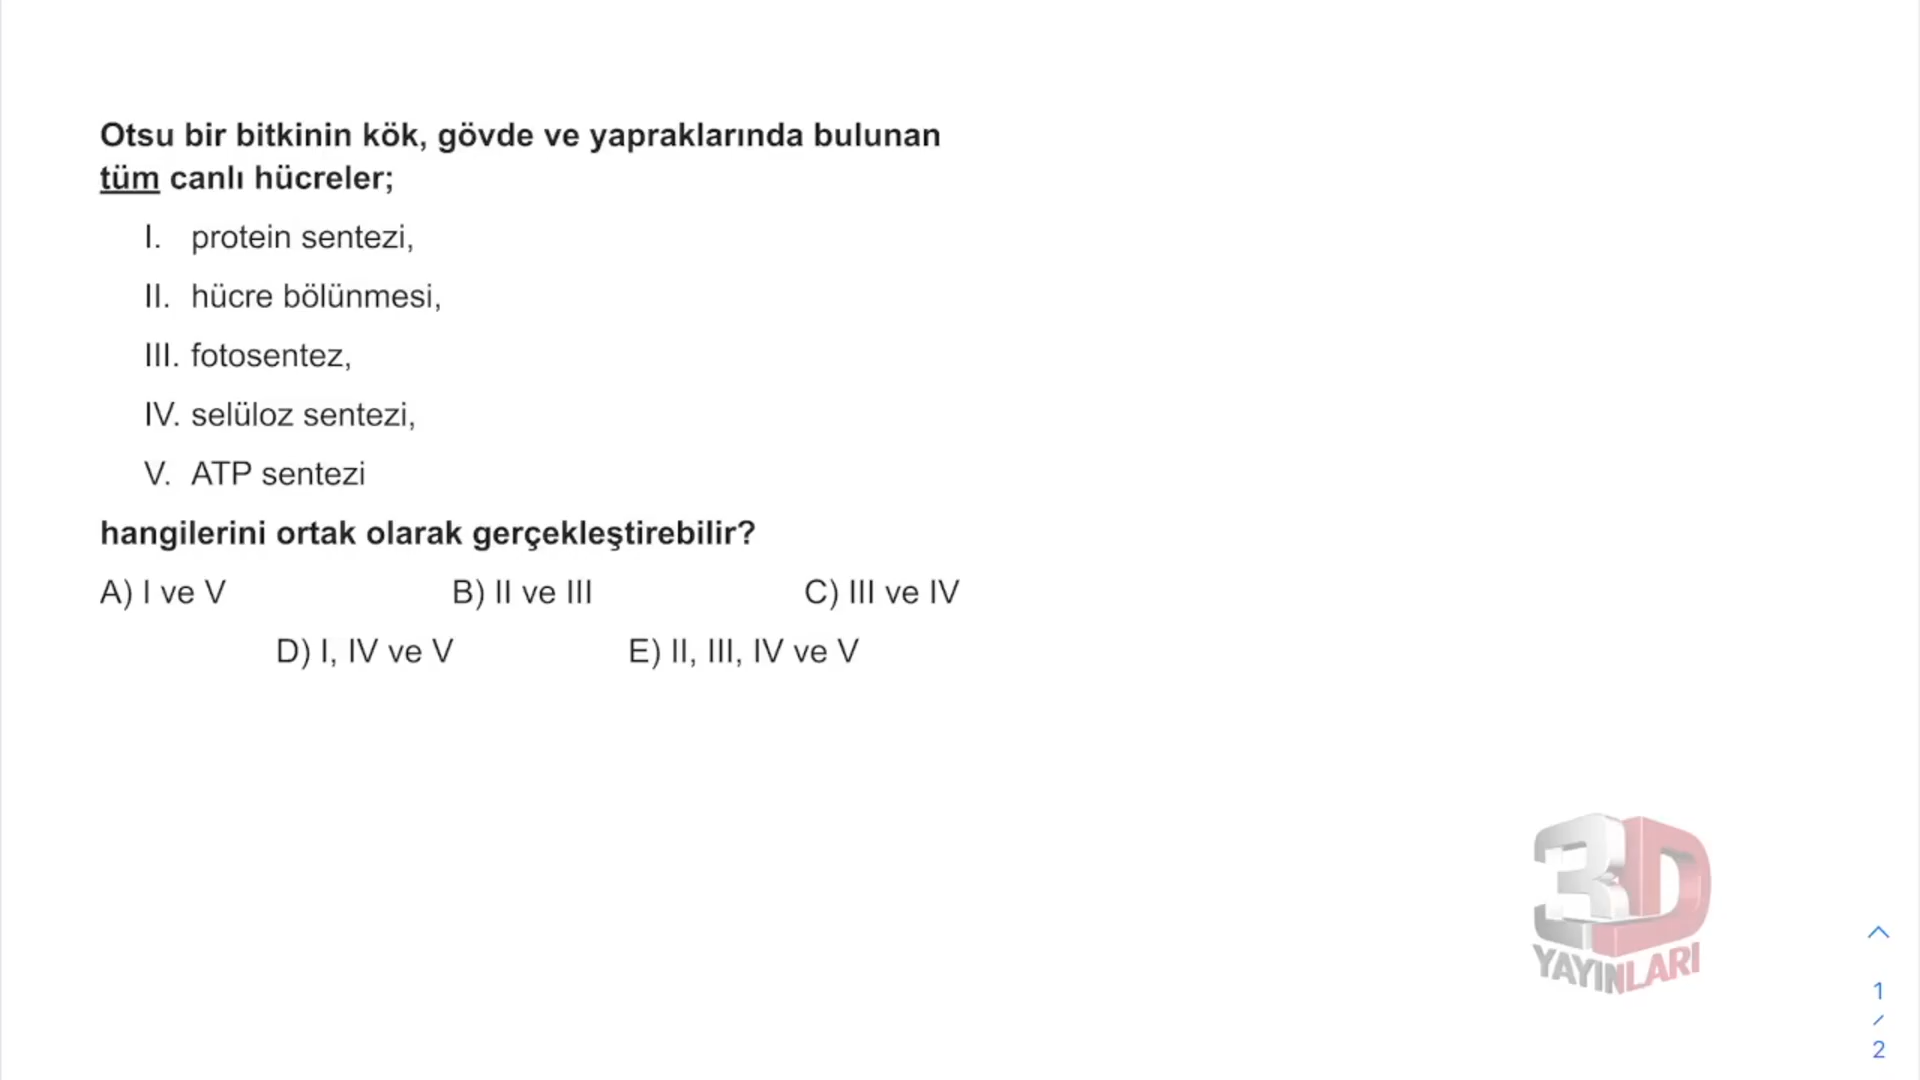 Otsu bir bitkinin kök, gövde ve yapraklarında bulunan
tüm canlı hücreler;
I. protein sentezi,
II. hücre bölünmesi,
III. fotosentez,
IV. selüloz sentezi,
V. ATP sentezi
hangilerini ortak olarak gerçekleştirebilir?
A) I ve V B) II ve III C) III ve IV
D) I, IV ve V E) II, III, IV ve V
3D
YAYINLARI
1
/
2